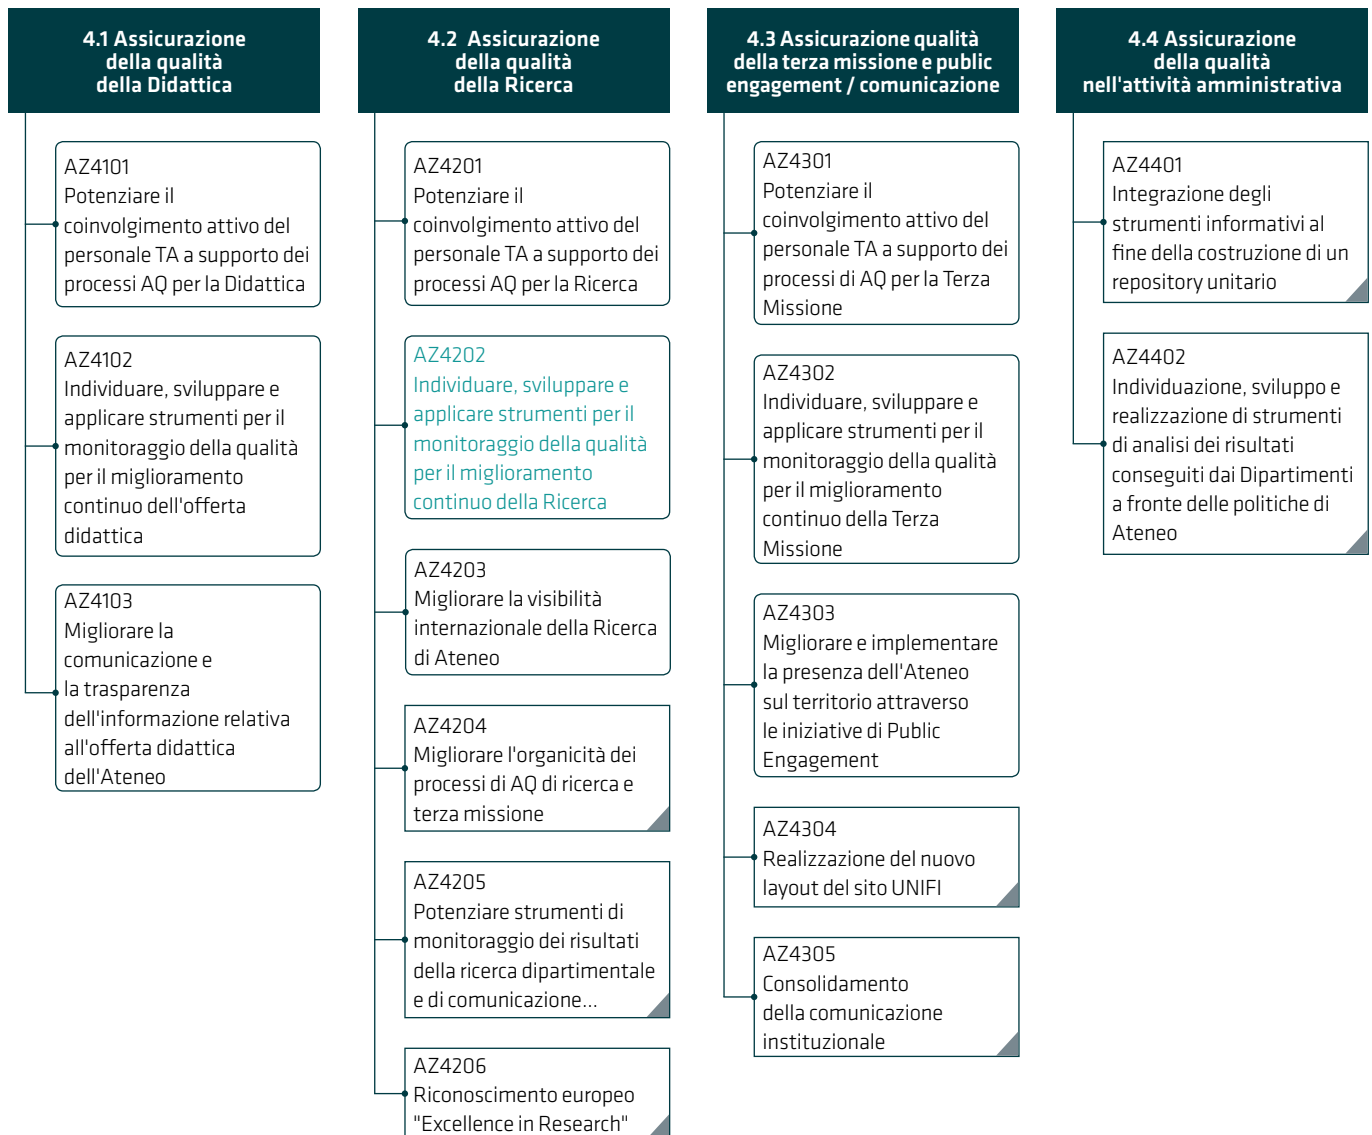 4.1 Assicurazione
della qualità
della Didattica
AZ4101
Potenziare il
coinvolgimento attivo del
personale TA a supporto dei
processi AQ per la Didattica
AZ4102
Individuare, sviluppare e
applicare strumenti per il
monitoraggio della qualità
per il miglioramento
continuo dell'offerta
didattica
AZ4103
Migliorare la
comunicazione e
la trasparenza
dell'informazione relativa
all'offerta didattica
dell'Ateneo
4.2 Assicurazione
della qualità
della Ricerca
AZ4201
Potenziare il
coinvolgimento attivo del
personale TA a supporto dei
processi AQ per la Ricerca
AZ4202
Individuare, sviluppare e
applicare strumenti per il
monitoraggio della qualità
per il miglioramento
continuo della Ricerca
AZ4203
Migliorare la visibilità
internazionale della Ricerca
di Ateneo
AZ4204
Migliorare l'organicità dei
processi di AQ di ricerca e
terza missione
AZ4205
Potenziare strumenti di
monitoraggio dei risultati
della ricerca dipartimentale
e di comunicazione...
AZ4206
Riconoscimento europeo
"Excellence in Research"
4.3 Assicurazione qualità
della terza missione e public
engagement / comunicazione
AZ4301
Potenziare il
coinvolgimento attivo del
personale TA a supporto dei
processi di AQ per la Terza
Missione
AZ4302
Individuare, sviluppare e
applicare strumenti per il
monitoraggio della qualità
per il miglioramento
continuo della Terza
Missione
AZ4303
Migliorare e implementare
la presenza dell'Ateneo
sul territorio attraverso
le iniziative di Public
Engagement
AZ4304
Realizzazione del nuovo
layout del sito UNIFI
AZ4305
Consolidamento
della comunicazione
instituzionale
4.4 Assicurazione
della qualità
nell'attività amministrativa
AZ4401
Integrazione degli
strumenti informativi al
fine della costruzione di un
repository unitario
AZ4402
Individuazione, sviluppo e
realizzazione di strumenti
di analisi dei risultati
conseguiti dai Dipartimenti
a fronte delle politiche di
Ateneo